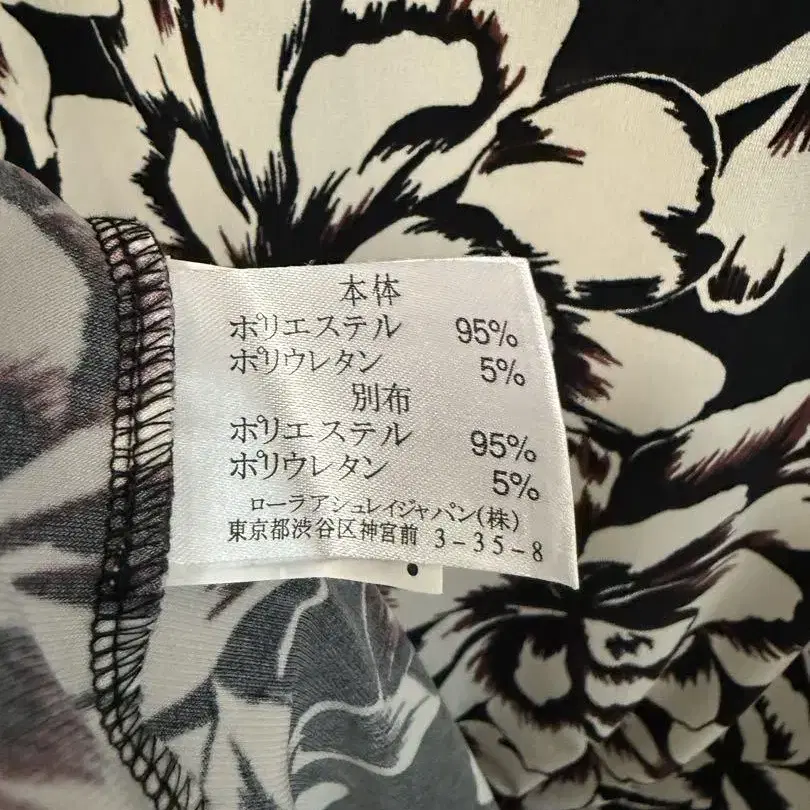 本体
ポリエステル 95%
ポリウレタン 5%
別布
ポリエステル 95%
ポリウレタン 5%
ローラアシュレイジャパン(株)
東京都渋谷区神宮前 3-35-8